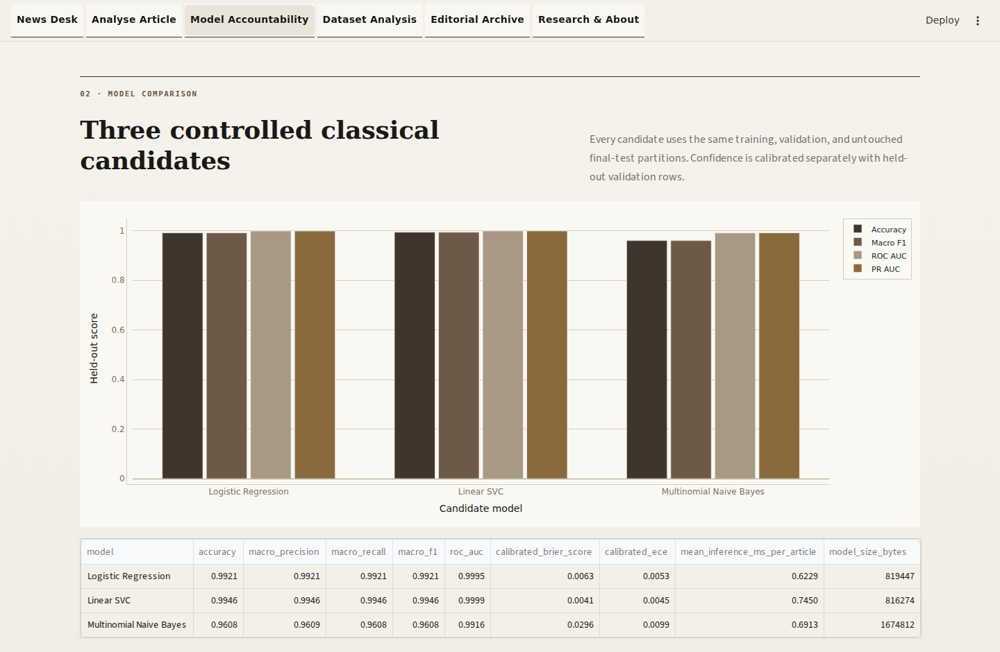 News Desk Analyse Article Model Accountability Dataset Analysis Editorial Archive Research & About Deploy
02 · MODEL COMPARISON
Three controlled classical
candidates
Every candidate uses the same training, validation, and untouched
final-test partitions. Confidence is calibrated separately with held-
out validation rows.
1
0.8
0.6
0.4
0.2
0
Held-out score
Logistic Regression Linear SVC Multinomial Naive Bayes
Candidate model
Accuracy
Macro F1
ROC AUC
PR AUC
model accuracy macro_precision macro_recall macro_f1 roc_auc calibrated_brier_score calibrated_ece mean_inference_ms_per_article model_size_bytes
Logistic Regression 0.9921 0.9921 0.9921 0.9921 0.9995 0.0063 0.0053 0.6229 819447
Linear SVC 0.9946 0.9946 0.9946 0.9946 0.9999 0.0041 0.0045 0.7450 816274
Multinomial Naive Bayes 0.9608 0.9609 0.9608 0.9608 0.9916 0.0296 0.0099 0.6913 1674812